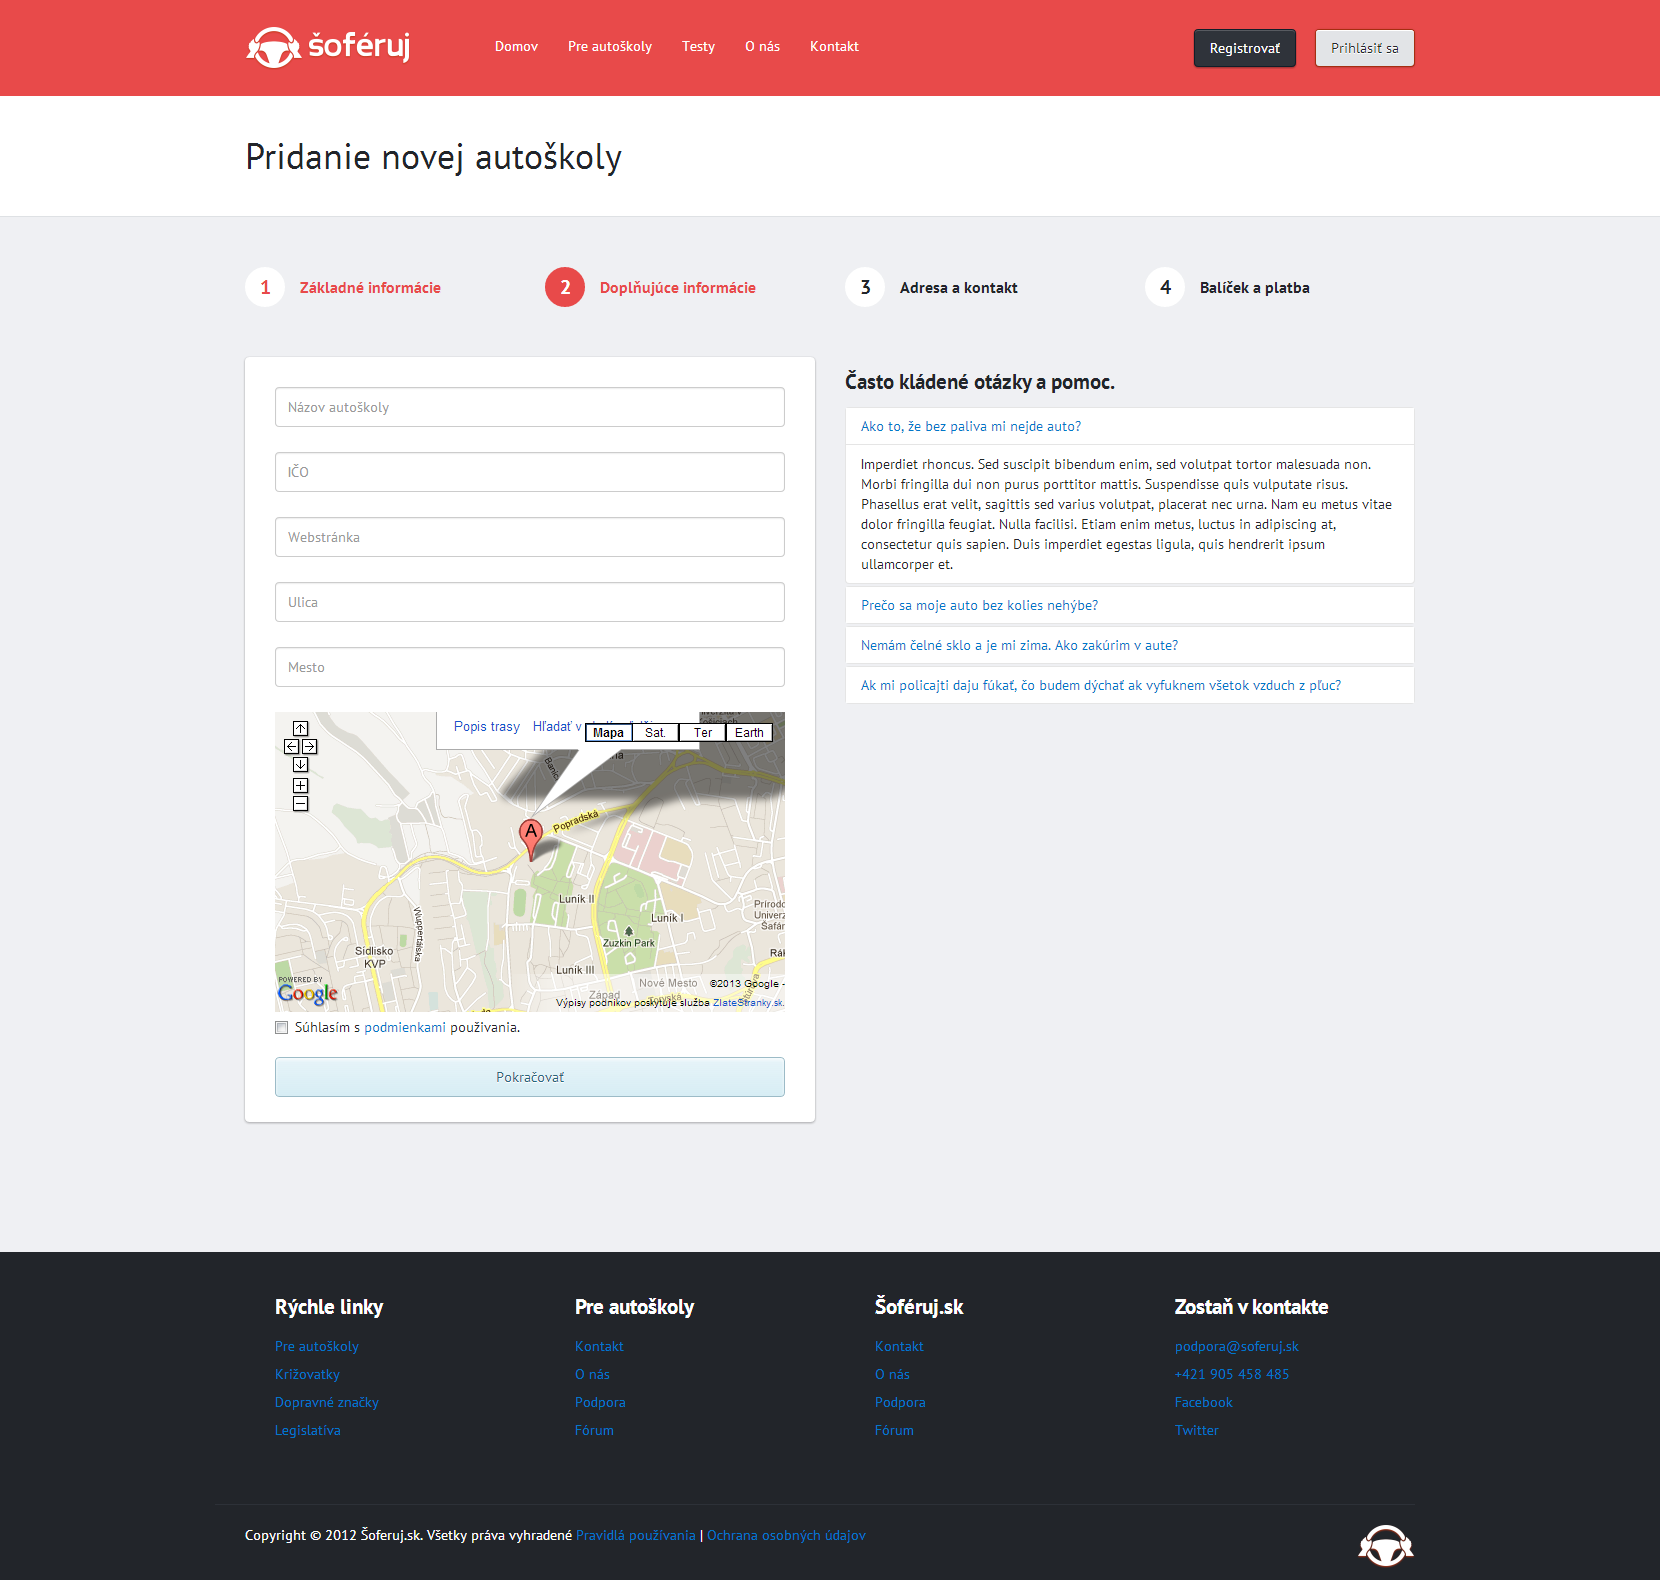 šoféruj
Domov Pre autoškoly Testy O nás Kontakt
Registrovať Prihlásiť sa
Pridanie novej autoškoly
1 Základné informácie 2 Doplňujúce informácie 3 Adresa a kontakt 4 Balíček a platba
Názov autoškoly
IČO
Webstránka
Ulica
Mesto
Popis trasy Hľadať v
Mapa Sat. Ter Earth
A
Popradská
Luník II
Luník I
Wuppertálska
Zuzkin Park
Sídlisko
KVP
Luník III
Nové Mesto
Západ
POWERED BY
Google
©2013 Google -
Výpisy podnikov poskytuje služba ZlateStranky.sk.
Súhlasím s podmienkami použivania.
Pokračovať
Často kládené otázky a pomoc.
Ako to, že bez paliva mi nejde auto?
Imperdiet rhoncus. Sed suscipit bibendum enim, sed volutpat tortor malesuada non.
Morbi fringilla dui non purus porttitor mattis. Suspendisse quis vulputate risus.
Phasellus erat velit, sagittis sed varius volutpat, placerat nec urna. Nam eu metus vitae
dolor fringilla feugiat. Nulla facilisi. Etiam enim metus, luctus in adipiscing at,
consectetur quis sapien. Duis imperdiet egestas ligula, quis hendrerit ipsum
ullamcorper et.
Prečo sa moje auto bez kolies nehýbe?
Nemám čelné sklo a je mi zima. Ako zakúrim v aute?
Ak mi policajti daju fúkať, čo budem dýchať ak vyfuknem všetok vzduch z pľuc?
Rýchle linky
Pre autoškoly
Križovatky
Dopravné značky
Legislatíva
Pre autoškoly
Kontakt
O nás
Podpora
Fórum
Šoféruj.sk
Kontakt
O nás
Podpora
Fórum
Zostaň v kontakte
podpora@soferuj.sk
+421 905 458 485
Facebook
Twitter
Copyright © 2012 Šoferuj.sk. Všetky práva vyhradené Pravidlá používania | Ochrana osobných údajov